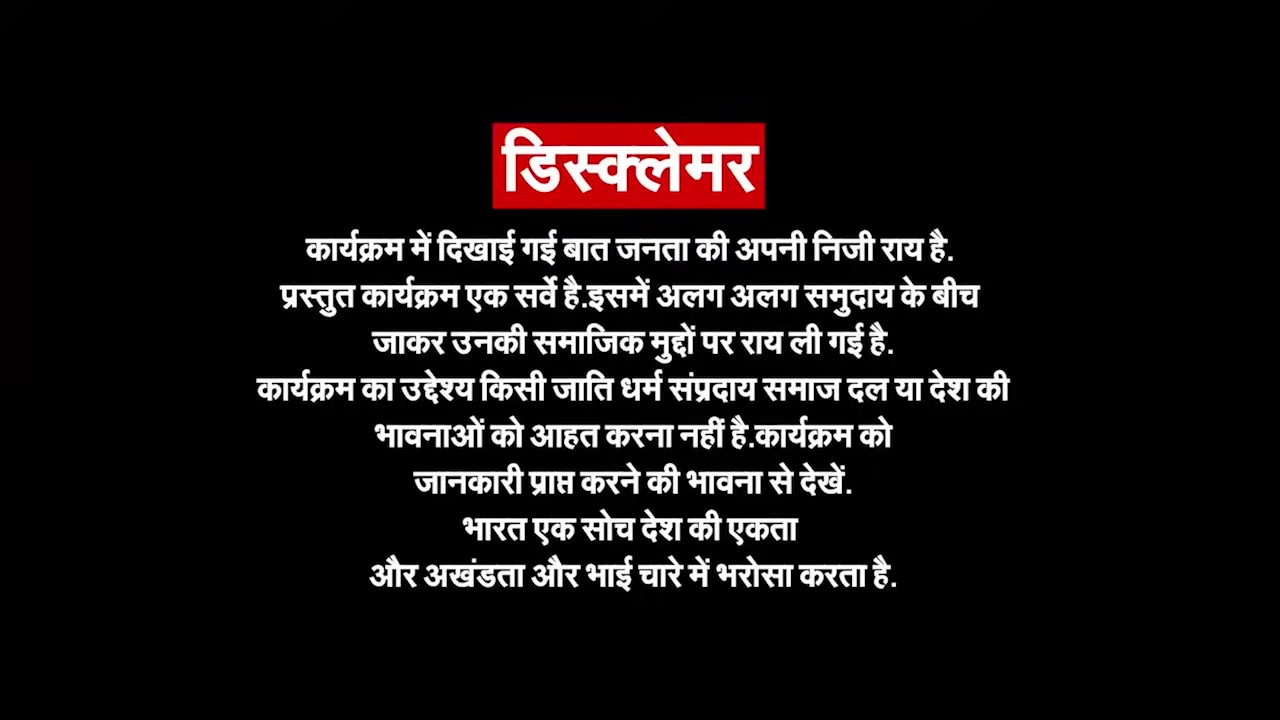 डिस्क्लेमर
कार्यक्रम में दिखाई गई बात जनता की अपनी निजी राय है.
प्रस्तुत कार्यक्रम एक सर्वे है.इसमें अलग अलग समुदाय के बीच
जाकर उनकी समाजिक मुद्दों पर राय ली गई है.
कार्यक्रम का उद्देश्य किसी जाति धर्म संप्रदाय समाज दल या देश की
भावनाओं को आहत करना नहीं है.कार्यक्रम को
जानकारी प्राप्त करने की भावना से देखें.
भारत एक सोच देश की एकता
और अखंडता और भाई चारे में भरोसा करता है.